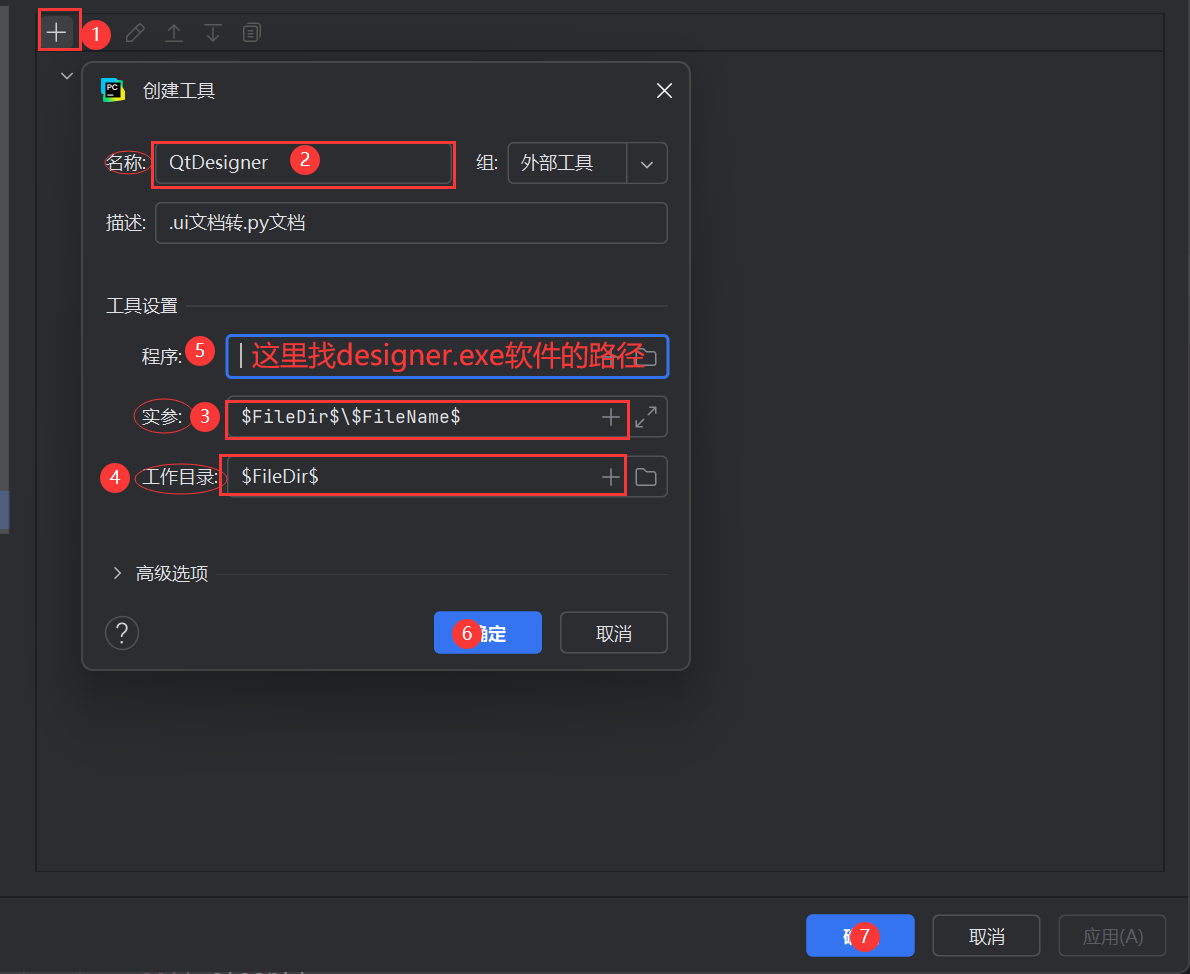 1
PC
创建工具
名称: QtDesigner 2 组: 外部工具
描述: .ui文档转.py文档
工具设置
程序: 5 这里找designer.exe软件的路径
实参: 3 $FileDir$\$FileName$
4 工作目录: $FileDir$
高级选项
? 6 定 取消
7 取消 应用(A)